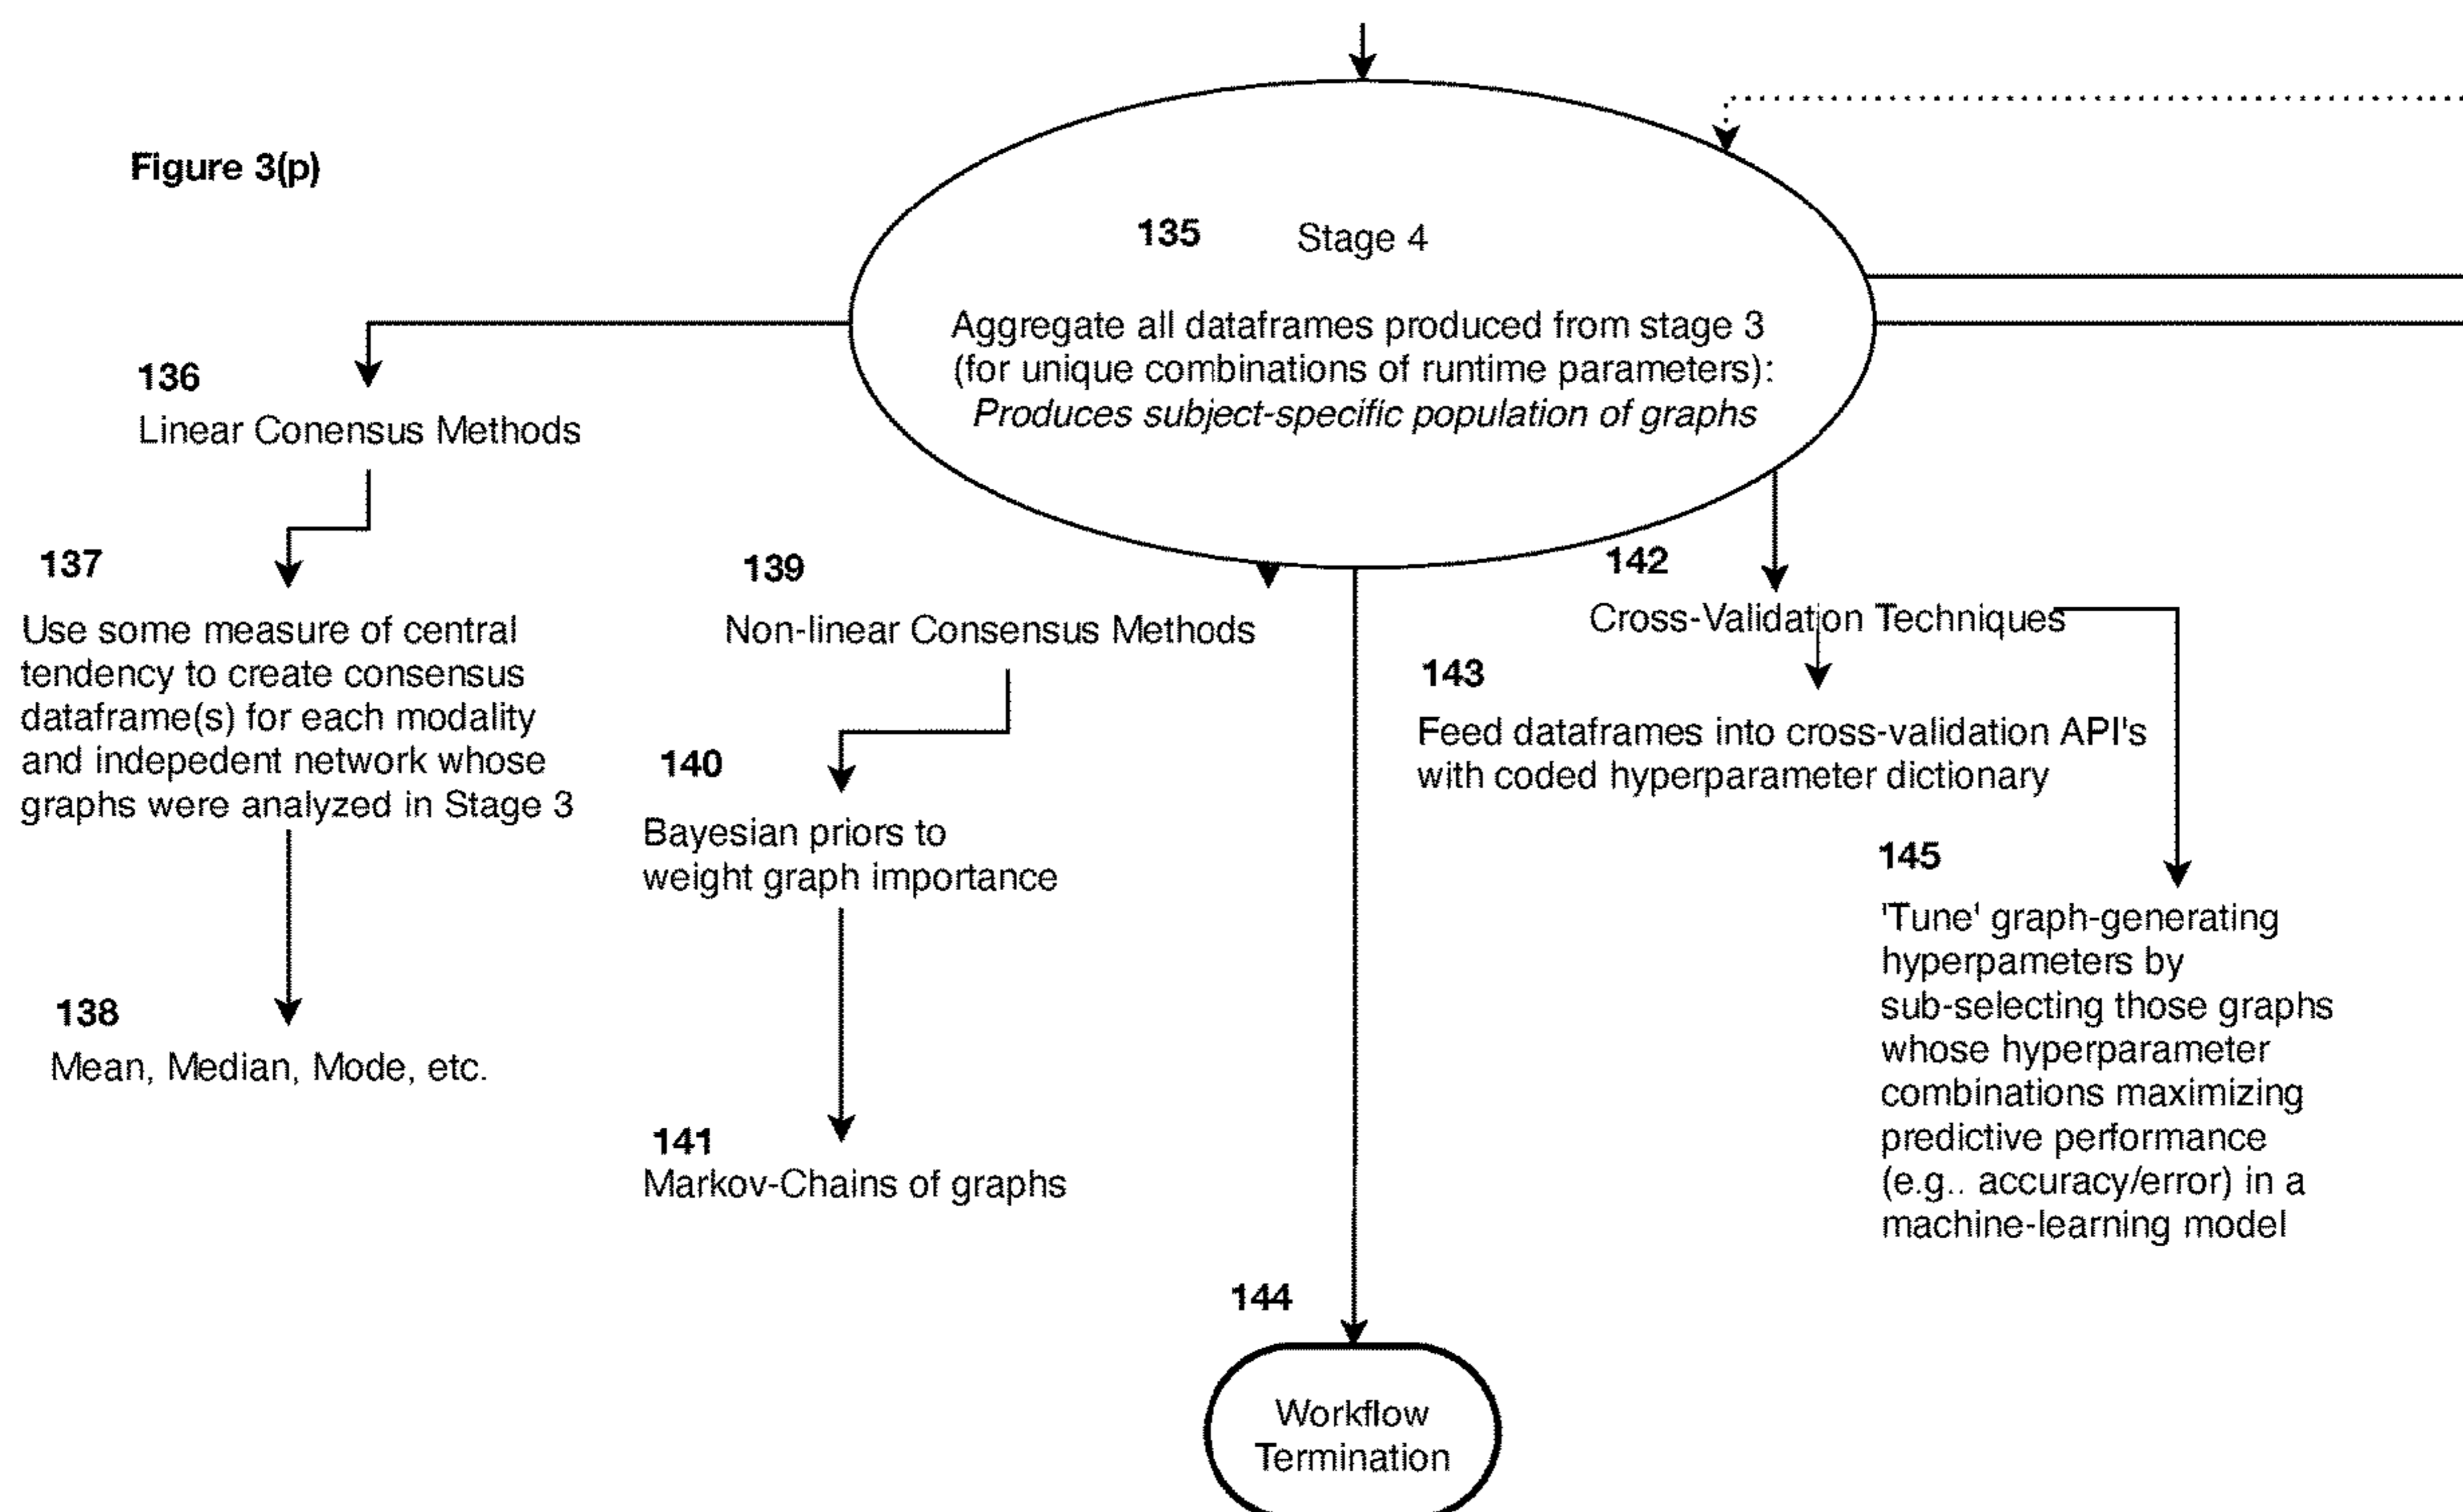 Figure 3(p)
135 Stage 4
Aggregate all dataframes produced from stage 3
(for unique combinations of runtime parameters):
Produces subject-specific population of graphs
136
Linear Conensus Methods
137
Use some measure of central
tendency to create consensus
dataframe(s) for each modality
and indepedent network whose
graphs were analyzed in Stage 3
138
Mean, Median, Mode, etc.
139
Non-linear Consensus Methods
140
Bayesian priors to
weight graph importance
141
Markov-Chains of graphs
142
Cross-Validation Techniques
143
Feed dataframes into cross-validation API's
with coded hyperparameter dictionary
145
'Tune' graph-generating
hyperpameters by
sub-selecting those graphs
whose hyperparameter
combinations maximizing
predictive performance
(e.g.. accuracy/error) in a
machine-learning model
144
Workflow
Termination